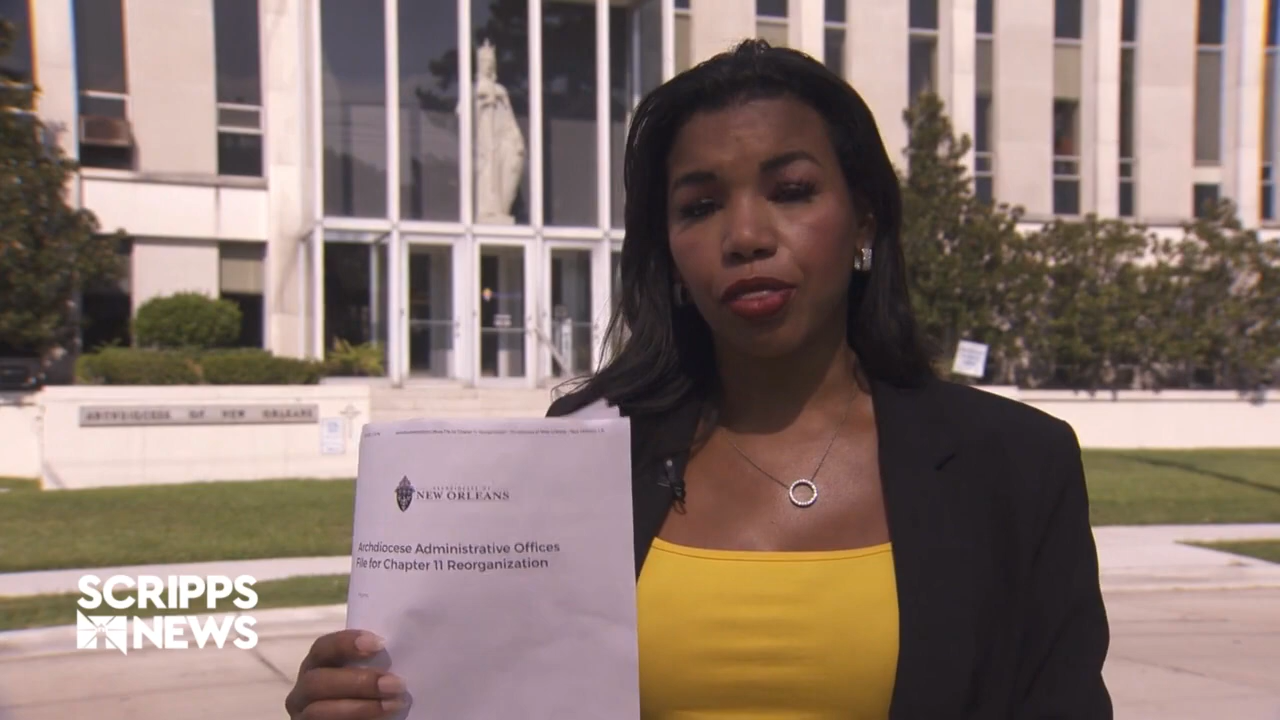 ARCHDIOCESE OF NEW ORLEANS
ARCHDIOCESE OF
NEW ORLEANS
Archdiocese Administrative Offices
File for Chapter 11 Reorganization
SCRIPPS
NEWS